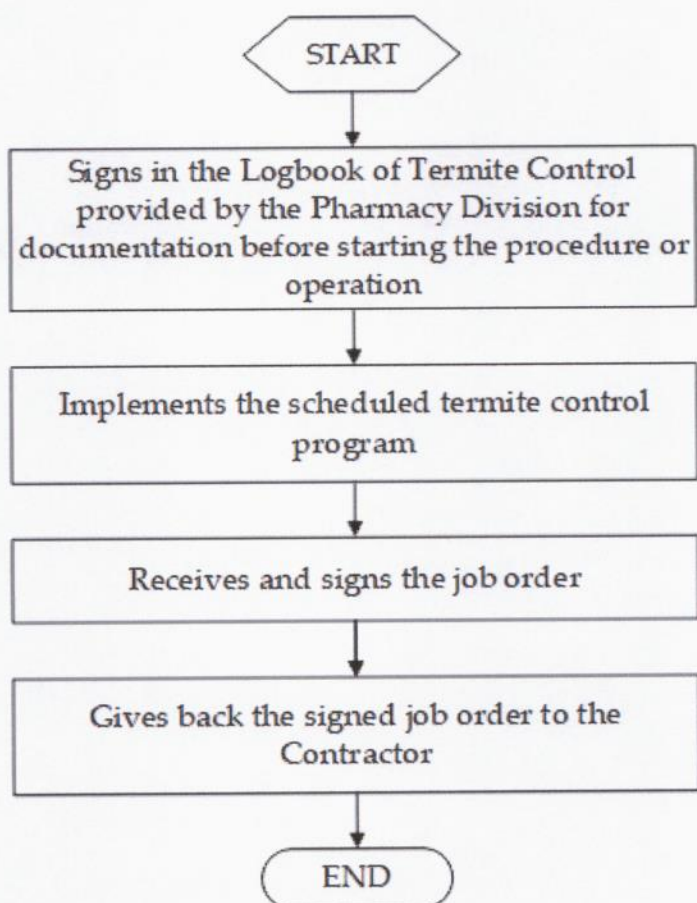 START
Signs in the Logbook of Termite Control
provided by the Pharmacy Division for
documentation before starting the procedure or
operation
Implements the scheduled termite control
program
Receives and signs the job order
Gives back the signed job order to the
Contractor
END